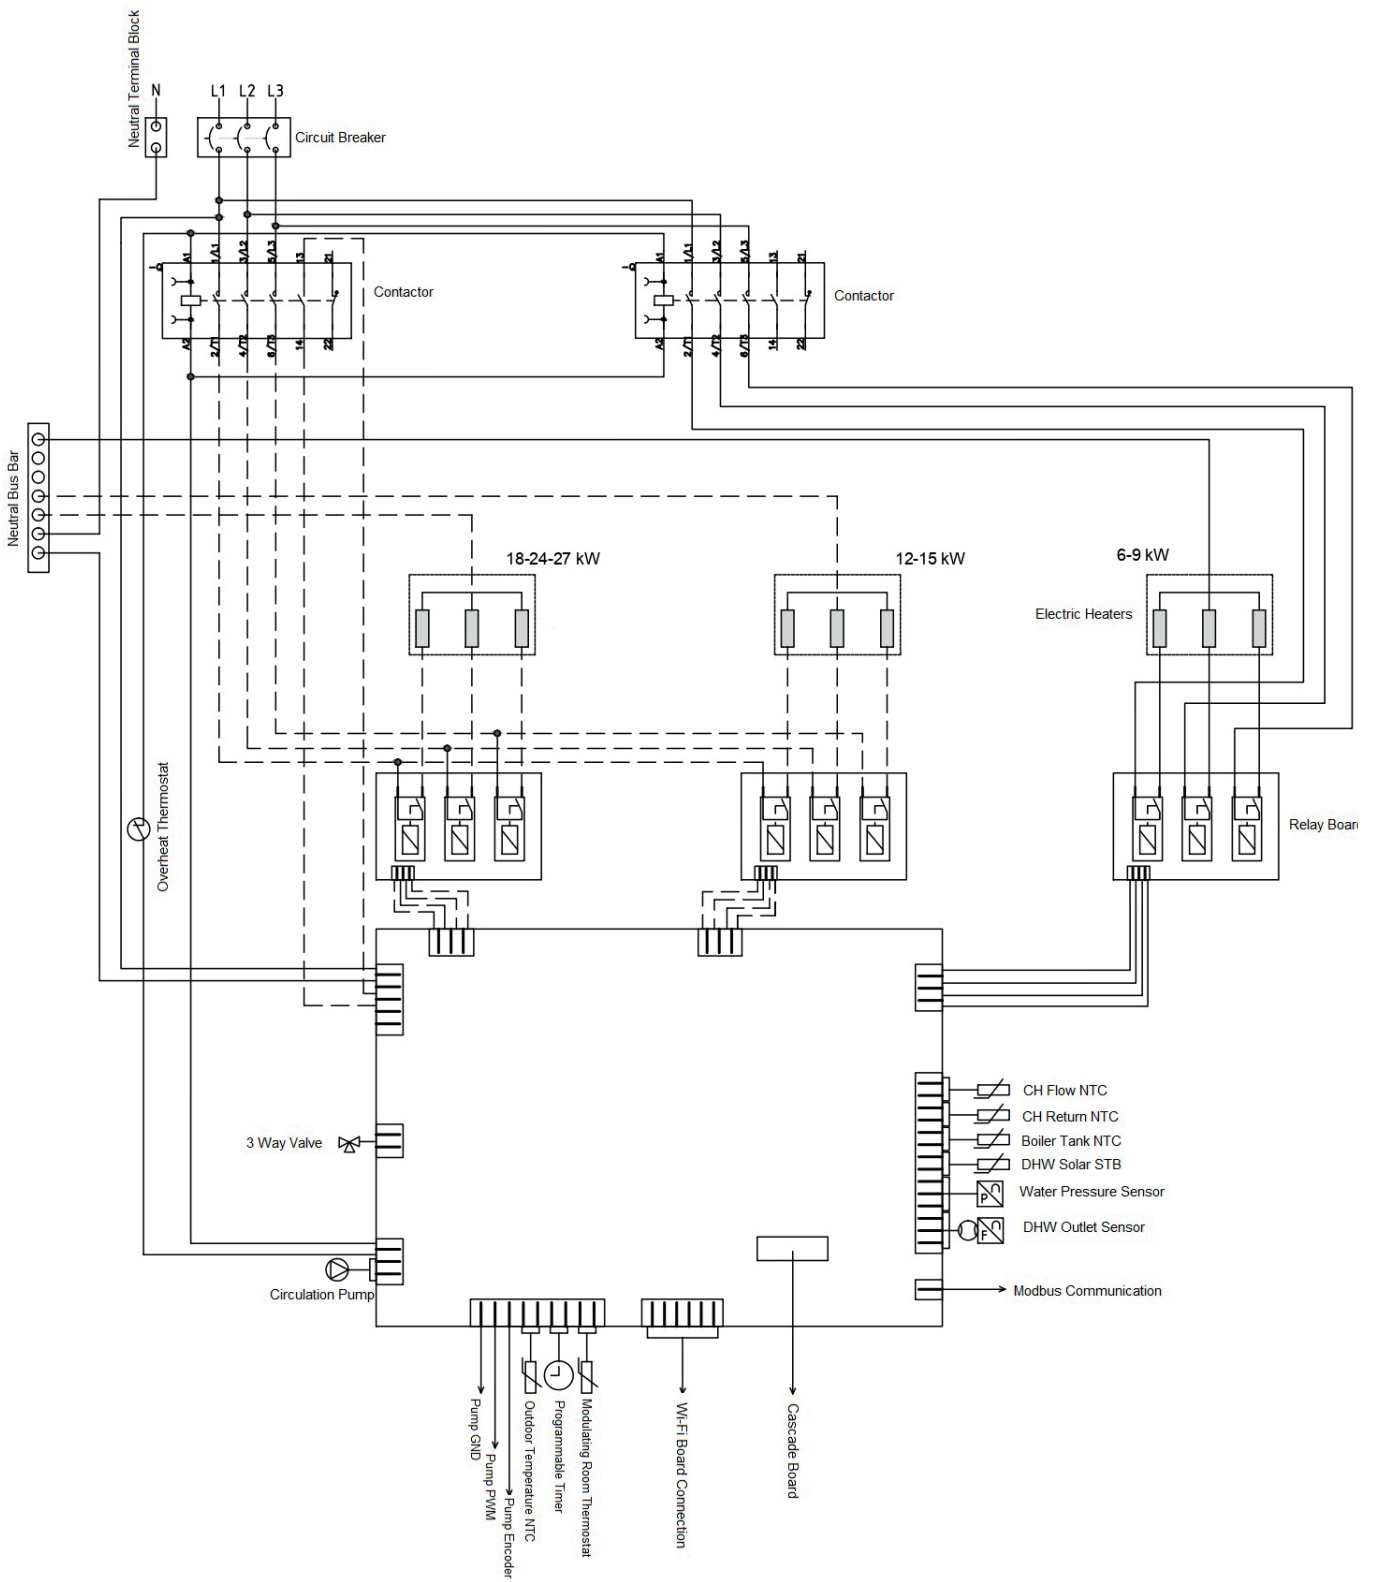 Neutral Terminal Block
N
L1 L2 L3
Circuit Breaker
-Q
A1 1/L1 3/L2 5/L3 13 21
Contactor
A2 2/T1 4/T2 6/T3 14 22
-Q
A1 1/L1 3/L2 5/L3 13 21
Contactor
A2 2/T1 4/T2 6/T3 14 22
Neutral Bus Bar
18-24-27 kW
12-15 kW
6-9 kW
Electric Heaters
Overheat Thermostat
Relay Boar
CH Flow NTC
CH Return NTC
Boiler Tank NTC
DHW Solar STB
Water Pressure Sensor
P
DHW Outlet Sensor
F
Modbus Communication
3 Way Valve
Circulation Pump
Pump GND
Pump PWM
Pump Encoder
Outdoor Temperature NTC
Programmable Timer
Modulating Room Thermostat
Wi-Fi Board Connection
Cascade Board